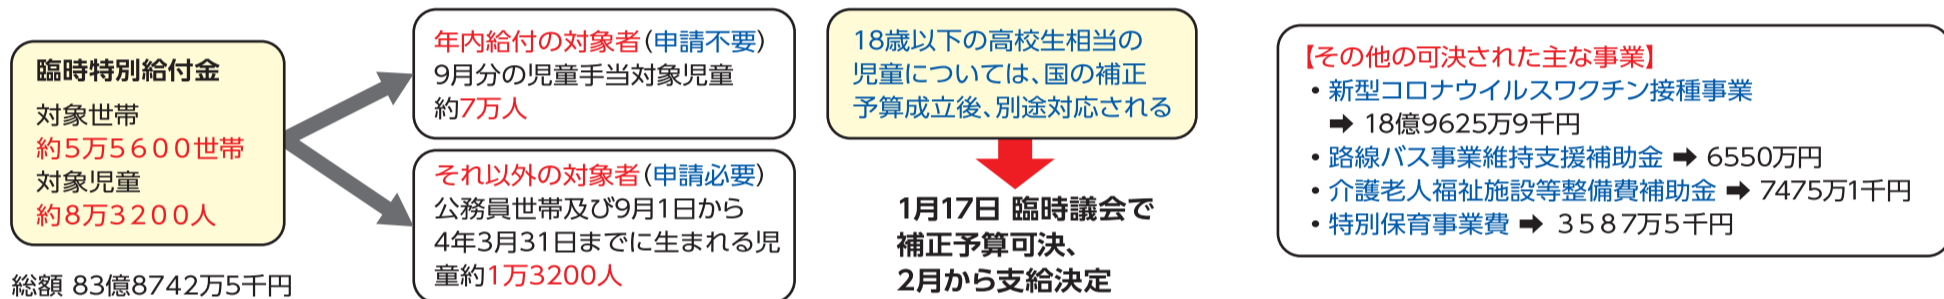 臨時特別給付金
対象世帯
約5万5600世帯
対象児童
約8万3200人
総額 83億8742万5千円
年内給付の対象者（申請不要）
9月分の児童手当対象児童
約7万人
それ以外の対象者（申請必要）
公務員世帯及び9月1日から
4年3月31日までに生まれる児
童約1万3200人
18歳以下の高校生相当の
児童については、国の補正
予算成立後、別途対応される
1月17日 臨時議会で
補正予算可決、
2月から支給決定
【その他の可決された主な事業】
・新型コロナウイルスワクチン接種事業
➡ 18億9625万9千円
・路線バス事業維持支援補助金 ➡ 6550万円
・介護老人福祉施設等整備費補助金 ➡ 7475万1千円
・特別保育事業費 ➡ 3587万5千円